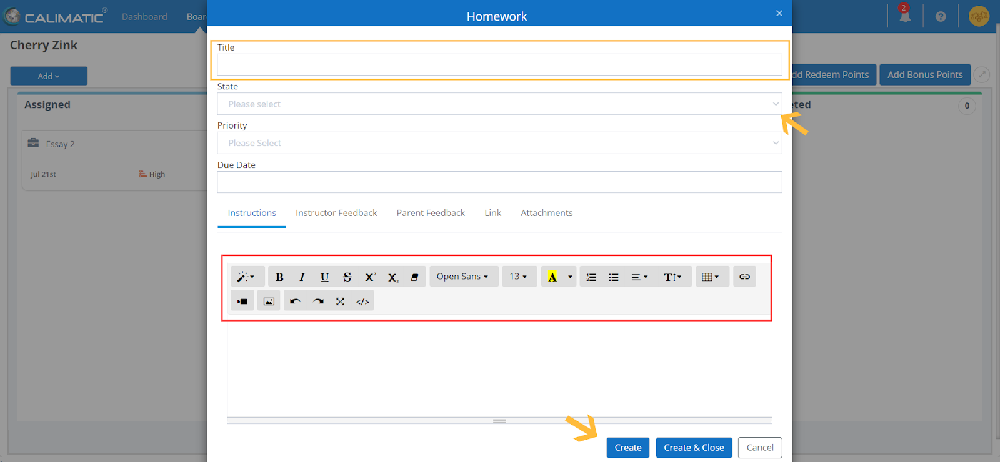 CALIMATIC®
Dashboard
Boar
Homework
×
2
?
Cherry Zink
Add
dd Redeem Points
Add Bonus Points
Assigned
eted
0
Essay 2
Jul 21st
High
Title
State
Please select
Priority
Please Select
Due Date
Instructions Instructor Feedback Parent Feedback Link Attachments
B I U S X² Xₛ Open Sans 13 A T
</>
Create Create & Close Cancel